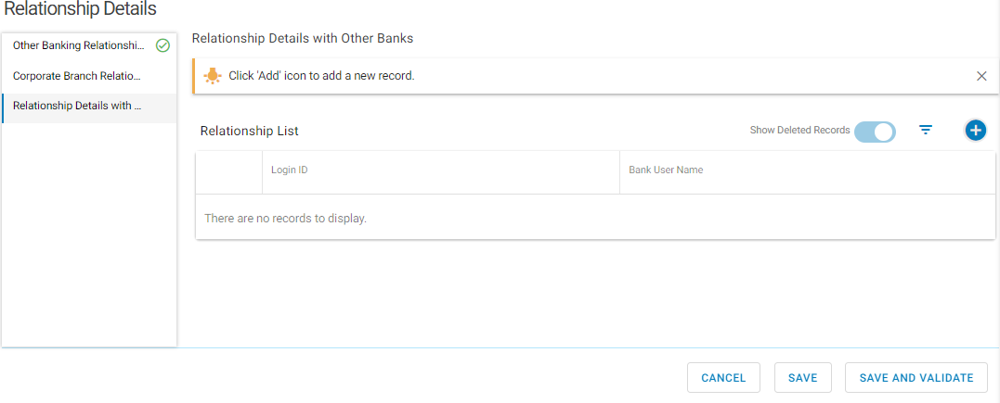 Relationship Details
Other Banking Relationshi...
Corporate Branch Relatio...
Relationship Details with ...
Relationship Details with Other Banks
Click 'Add' icon to add a new record.
Relationship List
Show Deleted Records
Login ID
Bank User Name
There are no records to display.
CANCEL
SAVE
SAVE AND VALIDATE